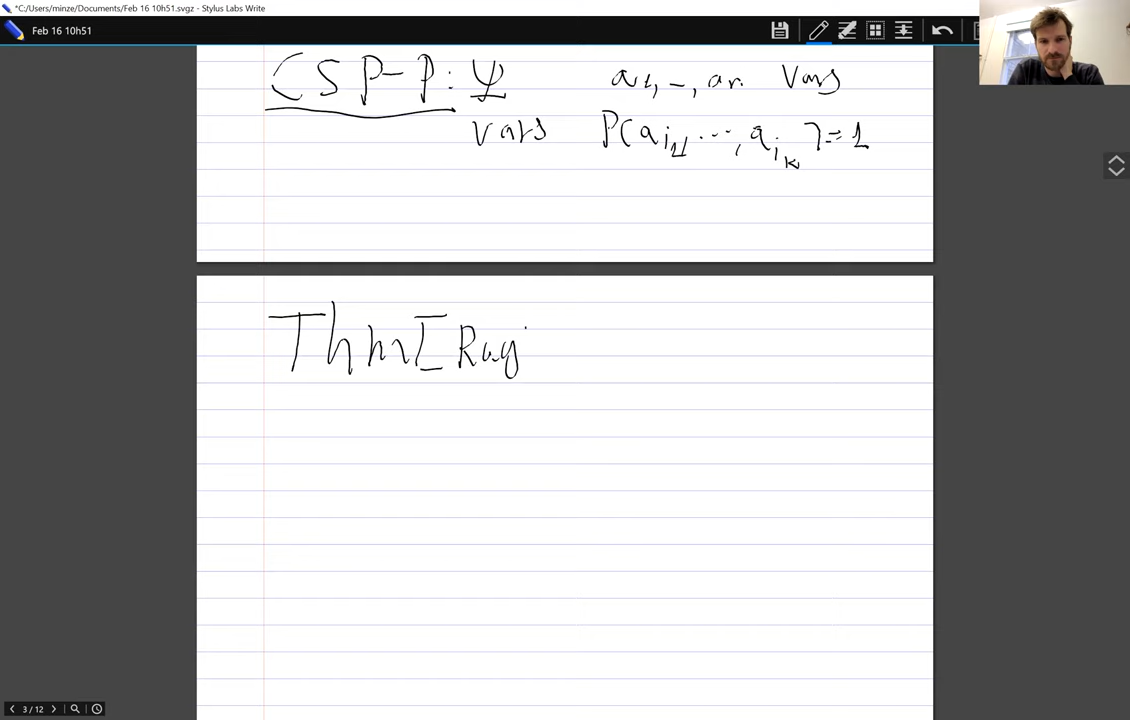 *C:/Users/minze/Documents/Feb 16 10h51.svgz - Stylus Labs Write
Feb 16 10h51
CSP-P: Ψ a1, -, an vars
vars P(ai1, ..., aik) = 1
Thm [ Rag
3 / 12